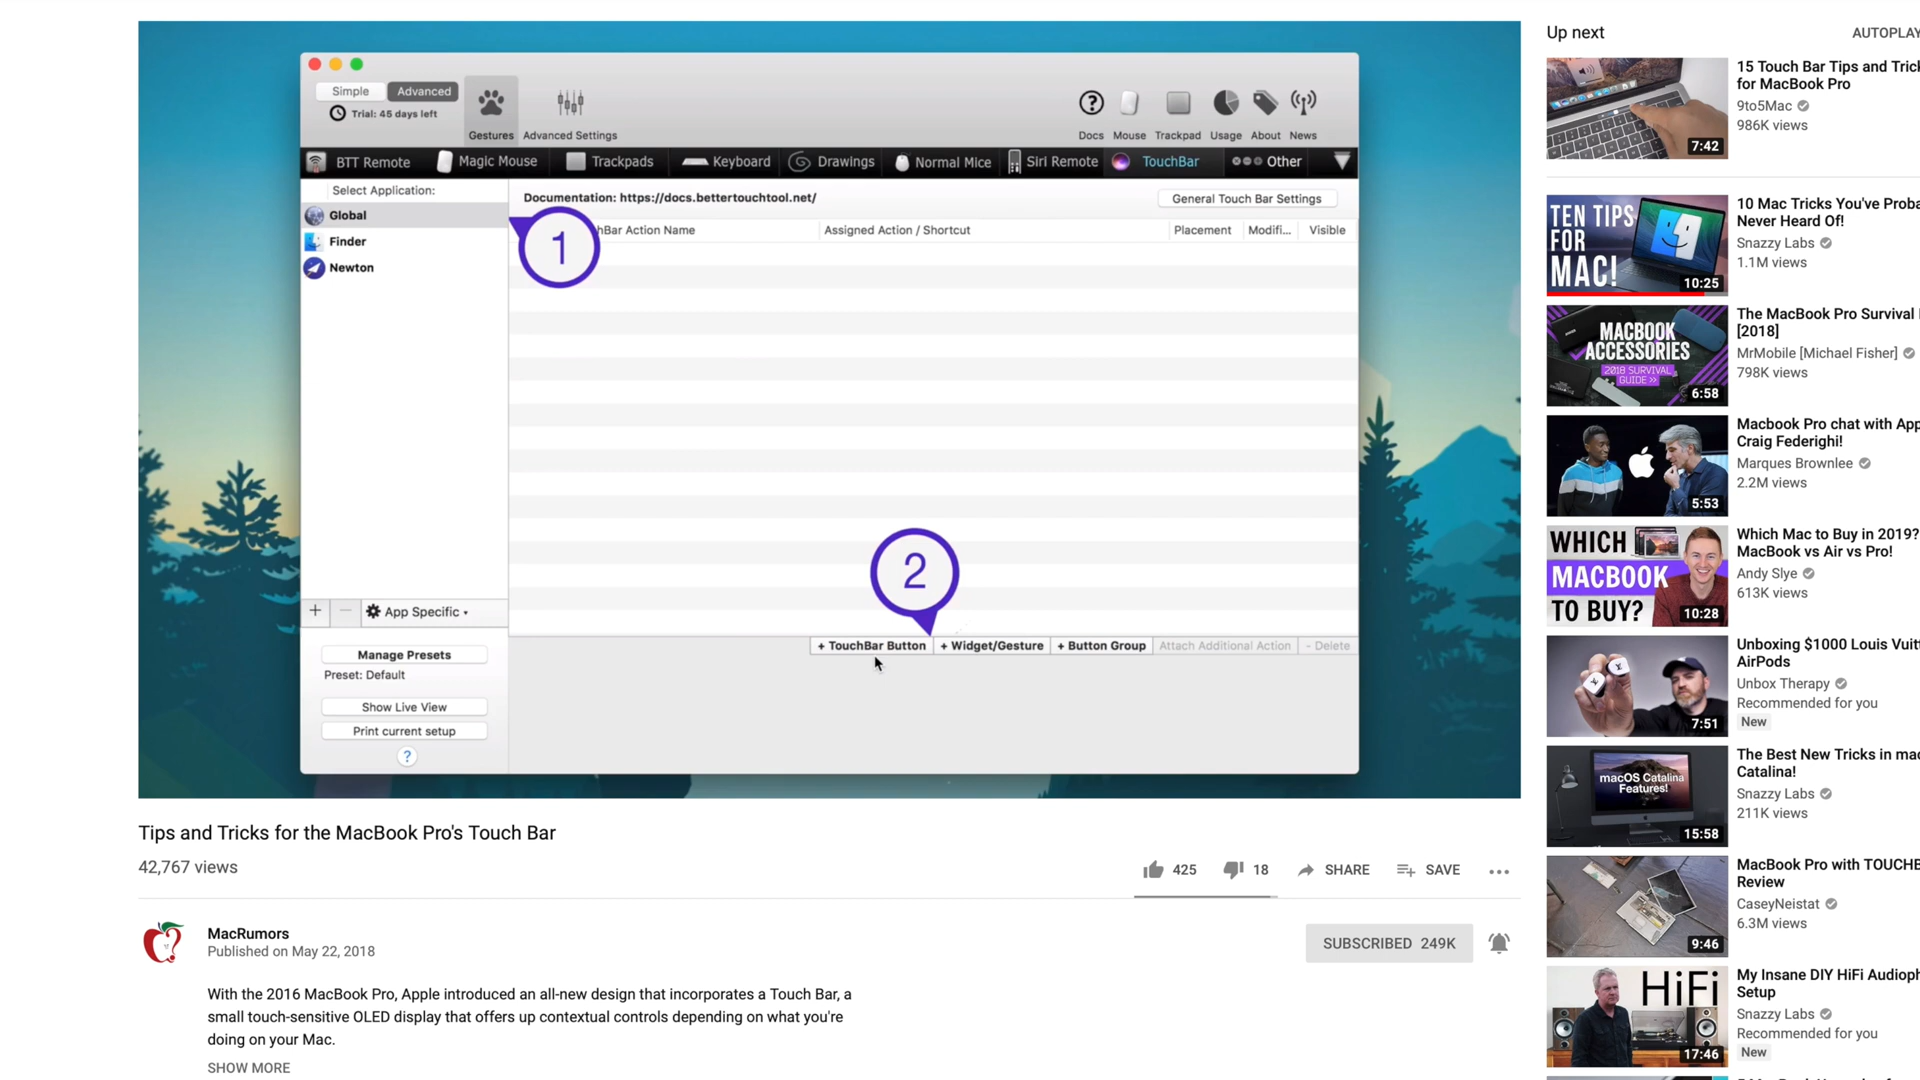 Simple
Advanced
Trial: 45 days left
Gestures
Advanced Settings
Docs
Mouse
Trackpad
Usage
About
News
BTT Remote
Magic Mouse
Trackpads
Keyboard
Drawings
Normal Mice
Siri Remote
TouchBar
Other
Select Application:
Global
Finder
Newton
Documentation: https://docs.bettertouchtool.net/
General Touch Bar Settings
1
Bar Action Name
Assigned Action / Shortcut
Placement
Modifi...
Visible
2
+
−
App Specific
+ TouchBar Button
+ Widget/Gesture
+ Button Group
Attach Additional Action
- Delete
Manage Presets
Preset: Default
Show Live View
Print current setup
?
Tips and Tricks for the MacBook Pro's Touch Bar
42,767 views
425
18
SHARE
SAVE
MacRumors
Published on May 22, 2018
SUBSCRIBED 249K
With the 2016 MacBook Pro, Apple introduced an all-new design that incorporates a Touch Bar, a
small touch-sensitive OLED display that offers up contextual controls depending on what you're
doing on your Mac.
SHOW MORE
Up next
AUTOPLAY
7:42
15 Touch Bar Tips and Tric
for MacBook Pro
9to5Mac
986K views
TEN TIPS
FOR
MAC!
10:25
10 Mac Tricks You've Proba
Never Heard Of!
Snazzy Labs
1.1M views
MACBOOK
ACCESSORIES
2018 SURVIVAL
GUIDE >>
6:58
The MacBook Pro Survival
[2018]
MrMobile [Michael Fisher]
798K views
5:53
Macbook Pro chat with App
Craig Federighi!
Marques Brownlee
2.2M views
WHICH
MACBOOK
TO BUY?
10:28
Which Mac to Buy in 2019?
MacBook vs Air vs Pro!
Andy Slye
613K views
7:51
Unboxing $1000 Louis Vuit
AirPods
Unbox Therapy
Recommended for you
New
macOS Catalina
Features!
15:58
The Best New Tricks in mac
Catalina!
Snazzy Labs
211K views
9:46
MacBook Pro with TOUCHB
Review
CaseyNeistat
6.3M views
HiFi
17:46
My Insane DIY HiFi Audioph
Setup
Snazzy Labs
Recommended for you
New